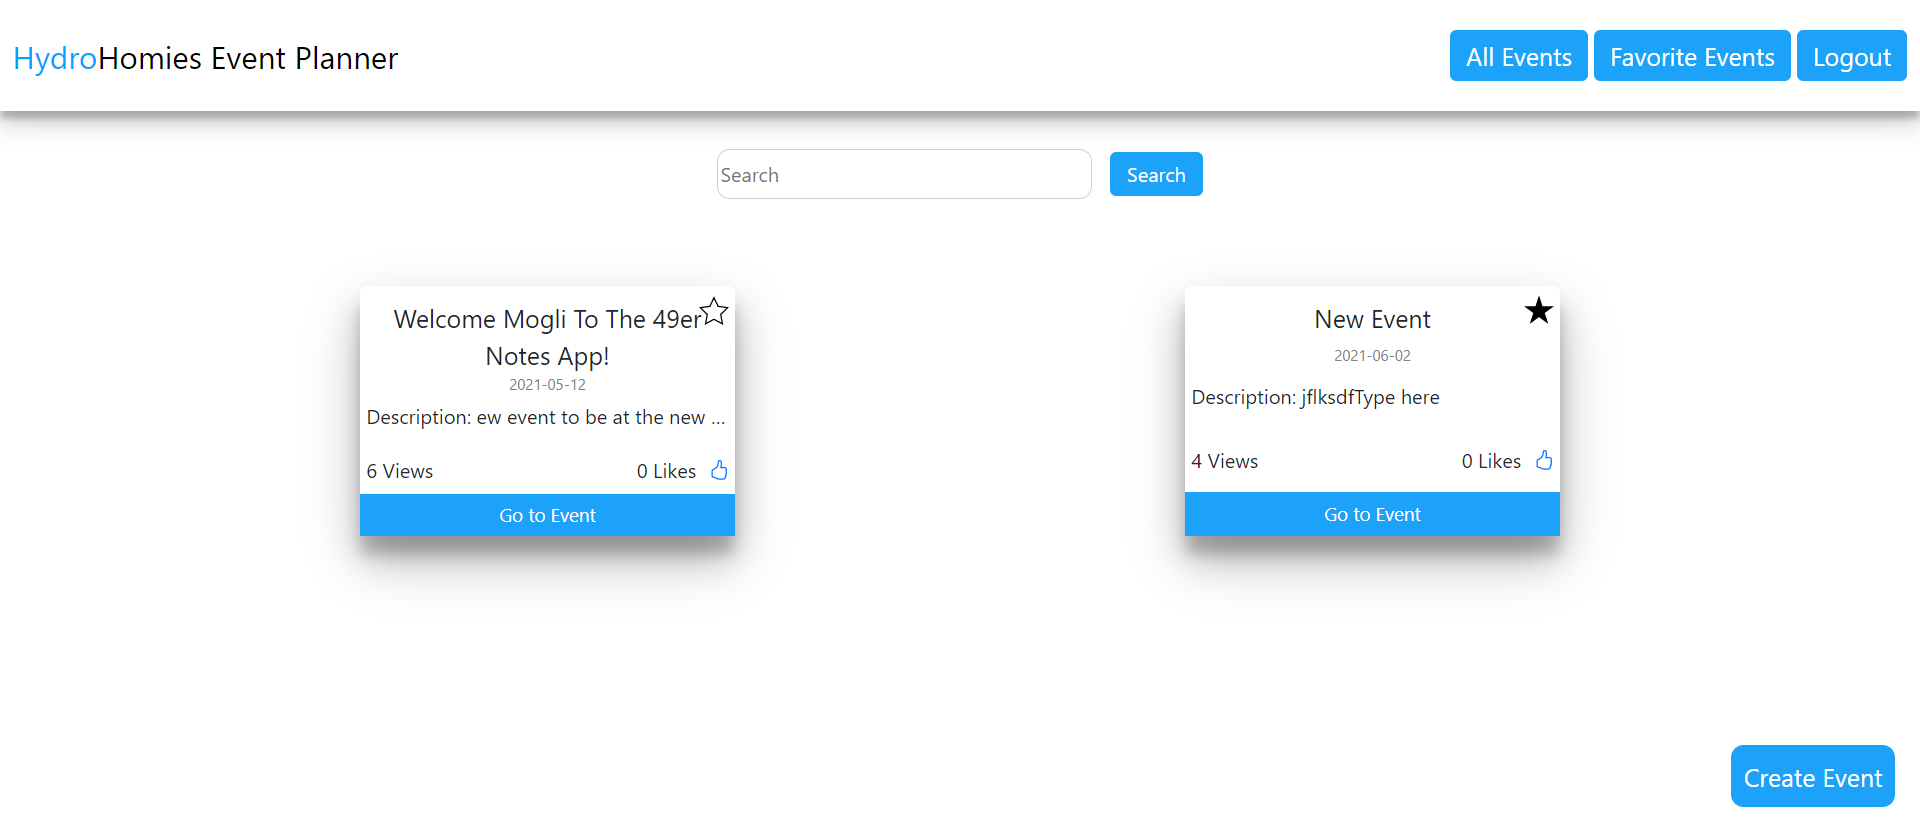 HydroHomies Event Planner
All Events Favorite Events Logout
Search Search
Welcome Mogli To The 49er
Notes App!
2021-05-12
Description: ew event to be at the new ...
6 Views 0 Likes
Go to Event
New Event
2021-06-02
Description: jflksdfType here
4 Views 0 Likes
Go to Event
Create Event